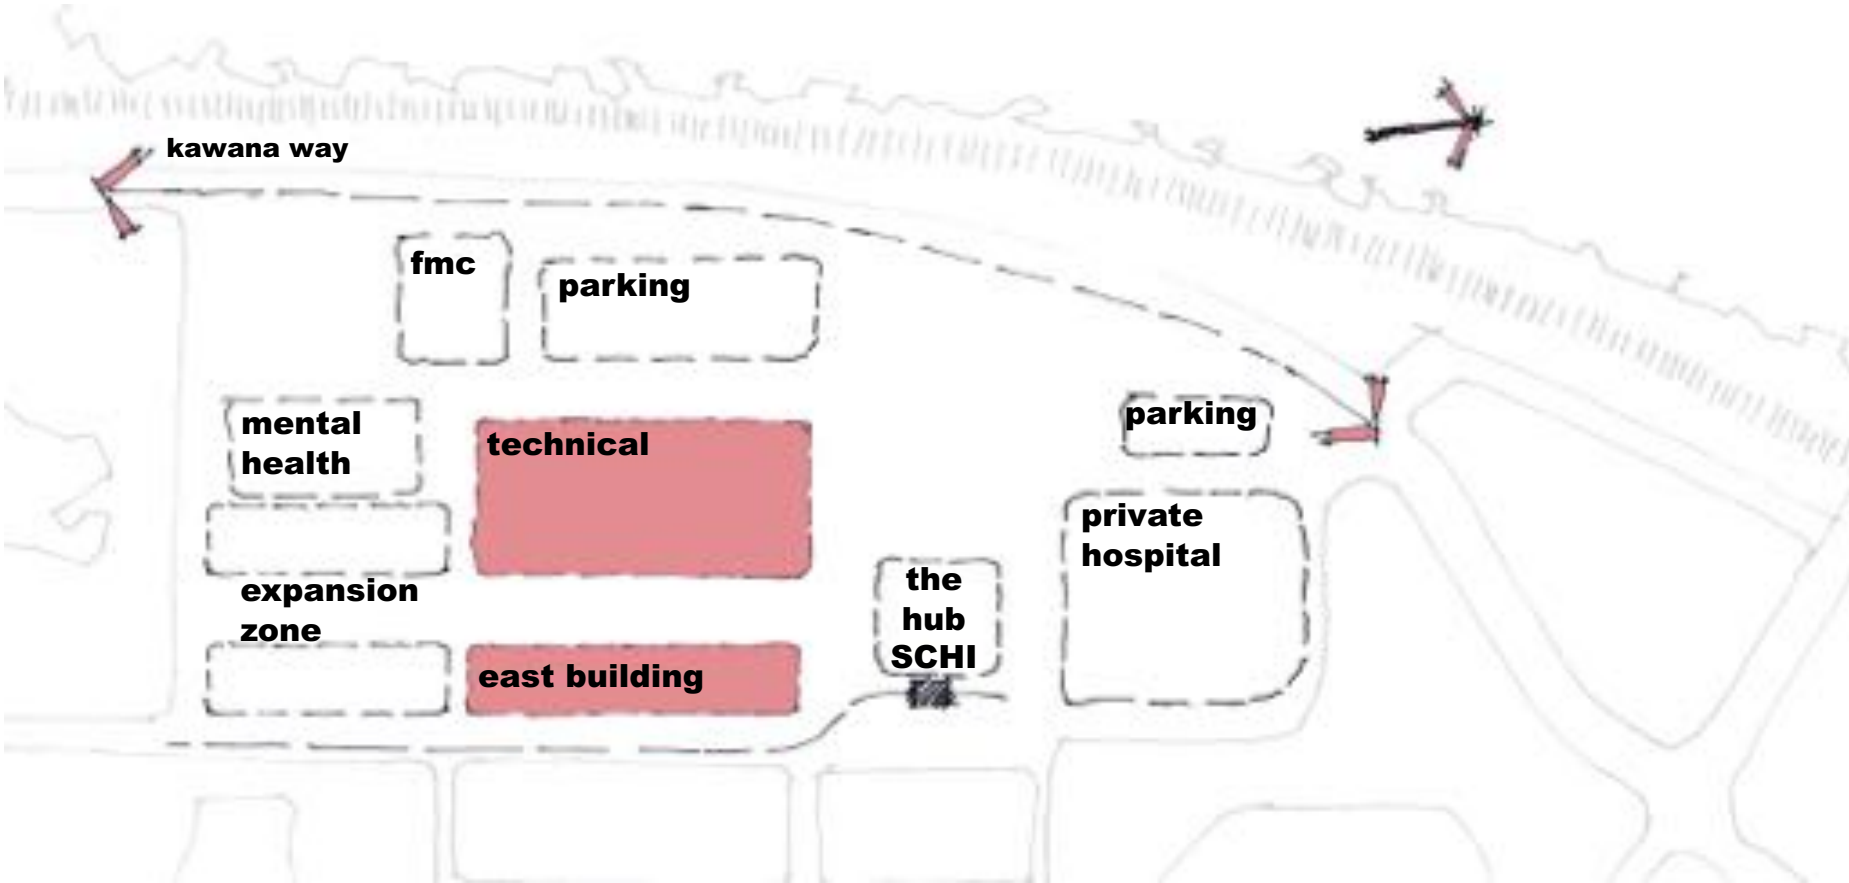 kawana way
fmc
parking
mental
health
technical
parking
private
hospital
expansion
zone
the
hub
SCHI
east building